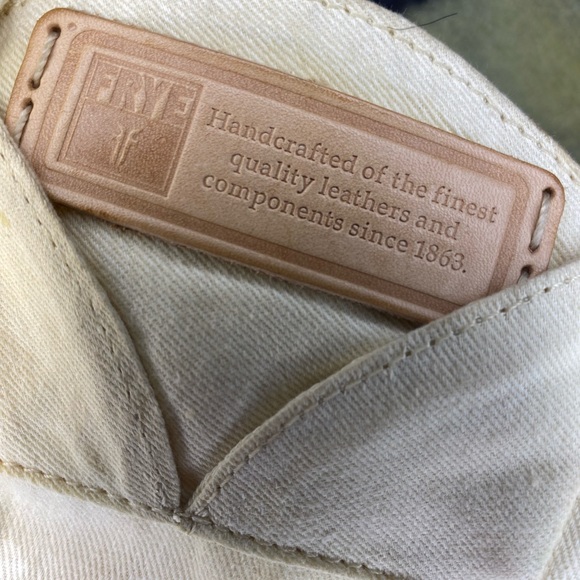 FRYE
Handcrafted of the finest
quality leathers and
components since 1863.